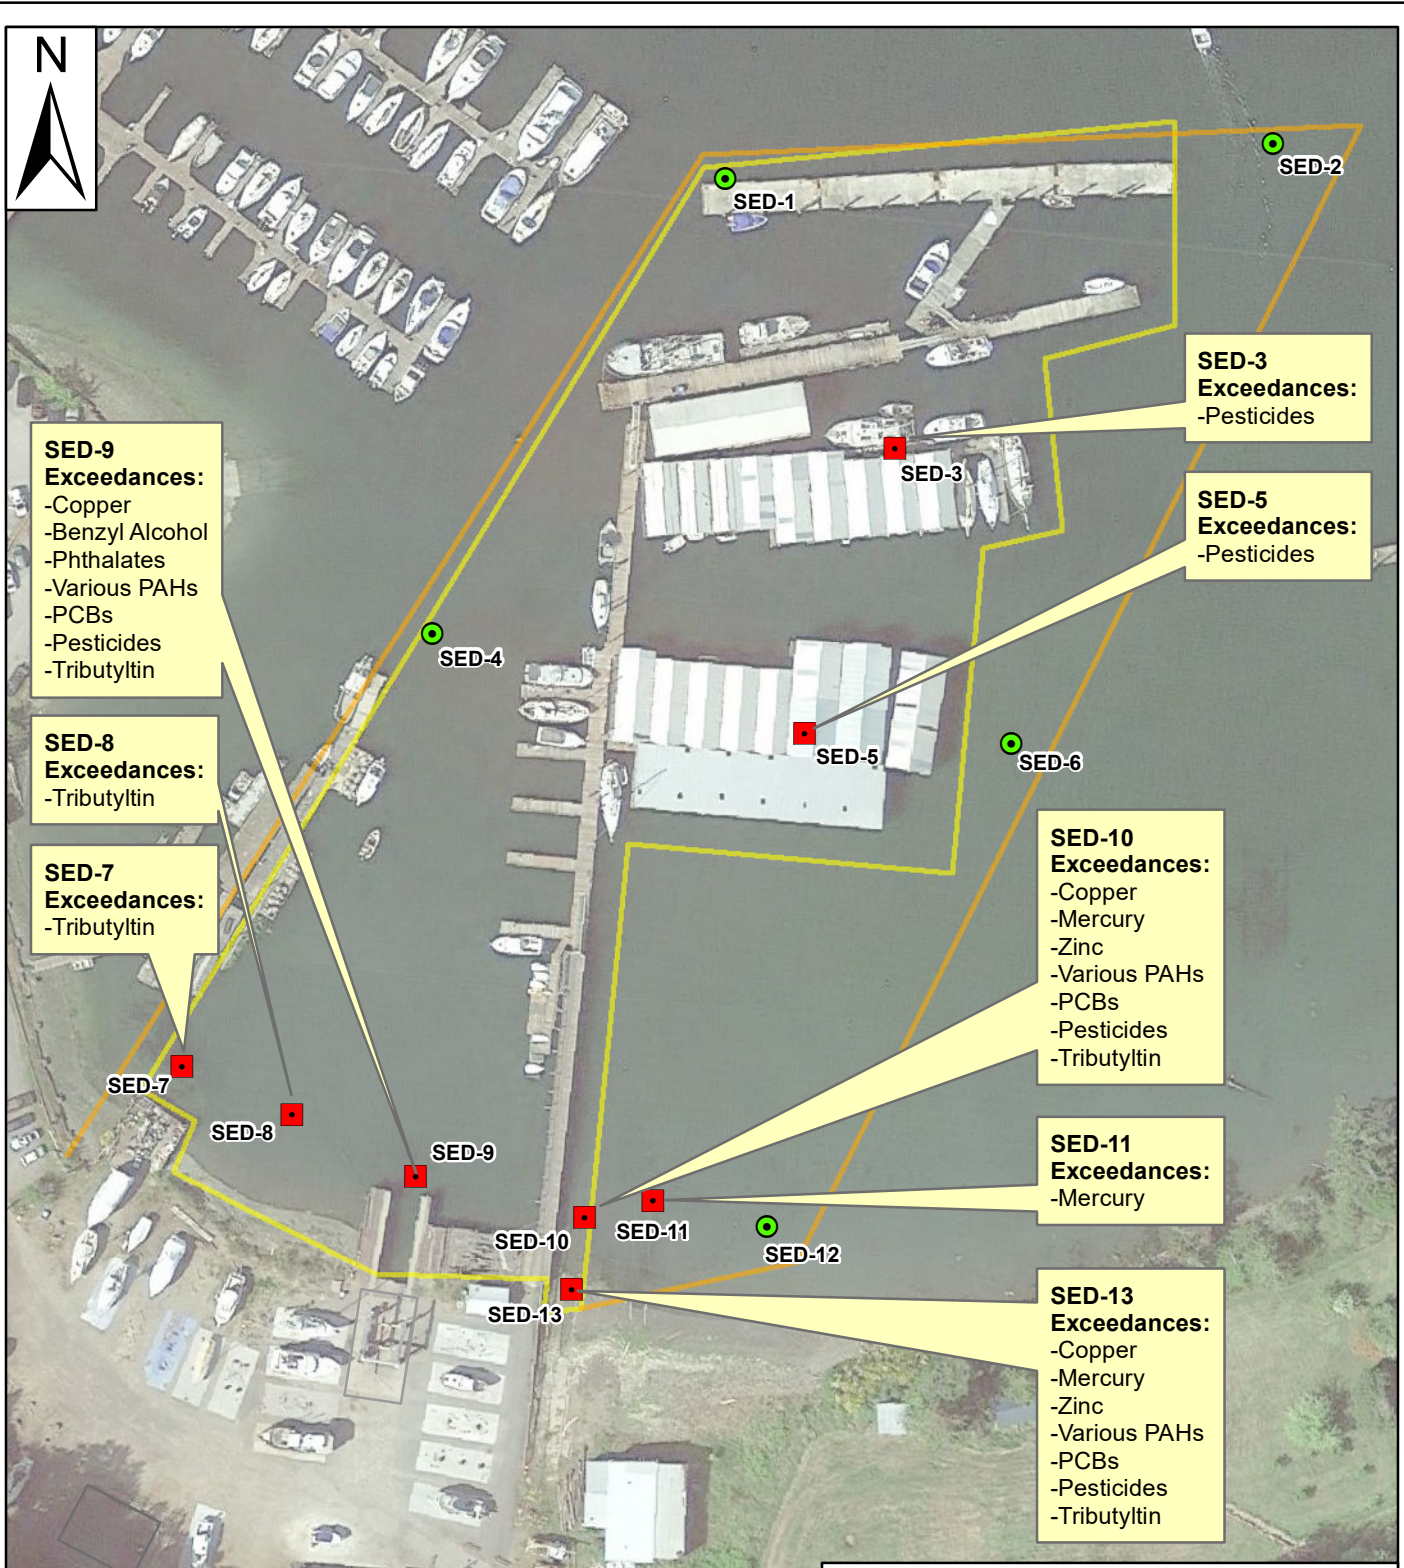 N
SED-1
SED-2
SED-3
Exceedances:
-Pesticides
SED-3
SED-5
Exceedances:
-Pesticides
SED-9
Exceedances:
-Copper
-Benzyl Alcohol
-Phthalates
-Various PAHs
-PCBs
-Pesticides
-Tributyltin
SED-4
SED-5
SED-6
SED-8
Exceedances:
-Tributyltin
SED-7
Exceedances:
-Tributyltin
SED-10
Exceedances:
-Copper
-Mercury
-Zinc
-Various PAHs
-PCBs
-Pesticides
-Tributyltin
SED-7
SED-8
SED-9
SED-11
Exceedances:
-Mercury
SED-10
SED-11
SED-12
SED-13
SED-13
Exceedances:
-Copper
-Mercury
-Zinc
-Various PAHs
-PCBs
-Pesticides
-Tributyltin